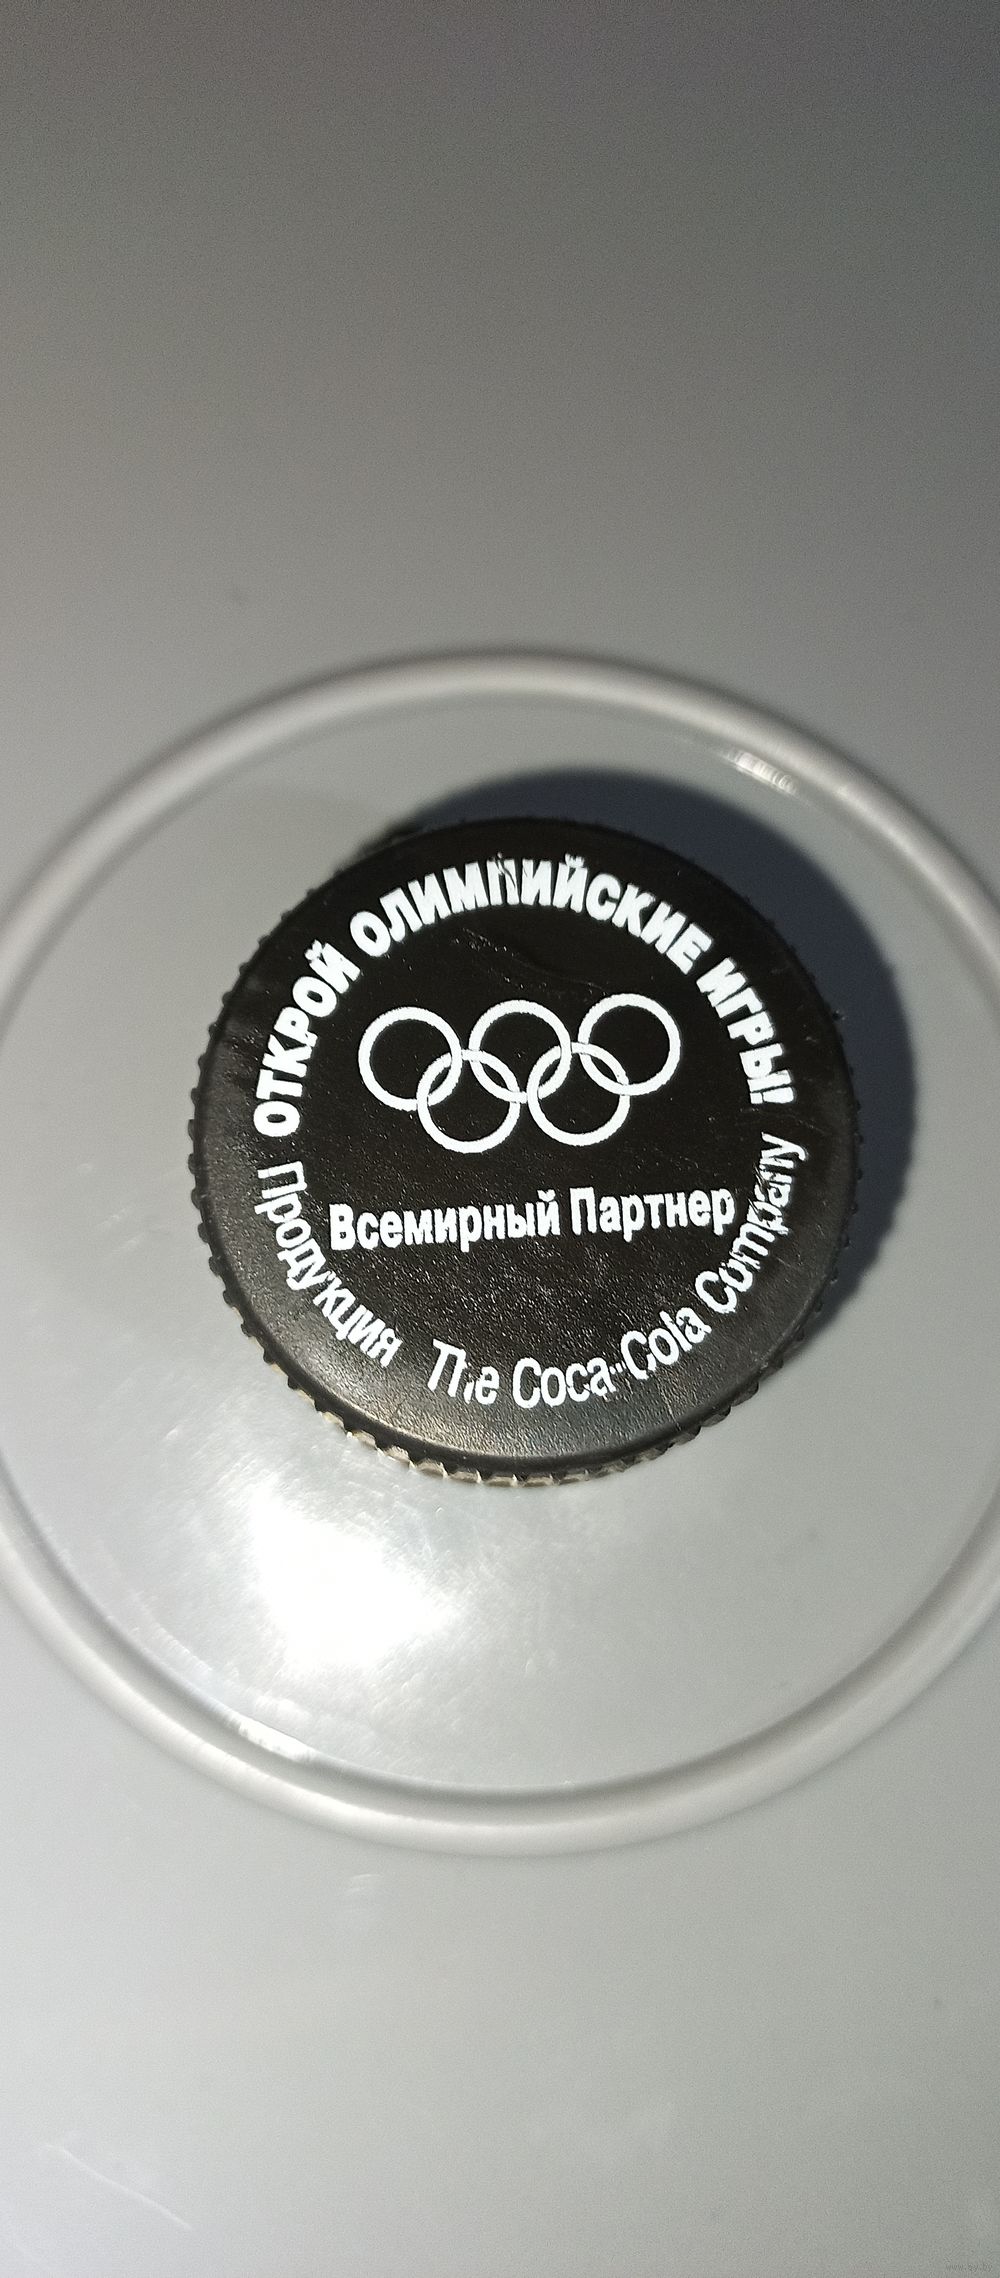 ОТКРОЙ ОЛИМПИЙСКИЕ ИГРЫ!
Всемирный Партнер
Продукция The Coca-Cola Company